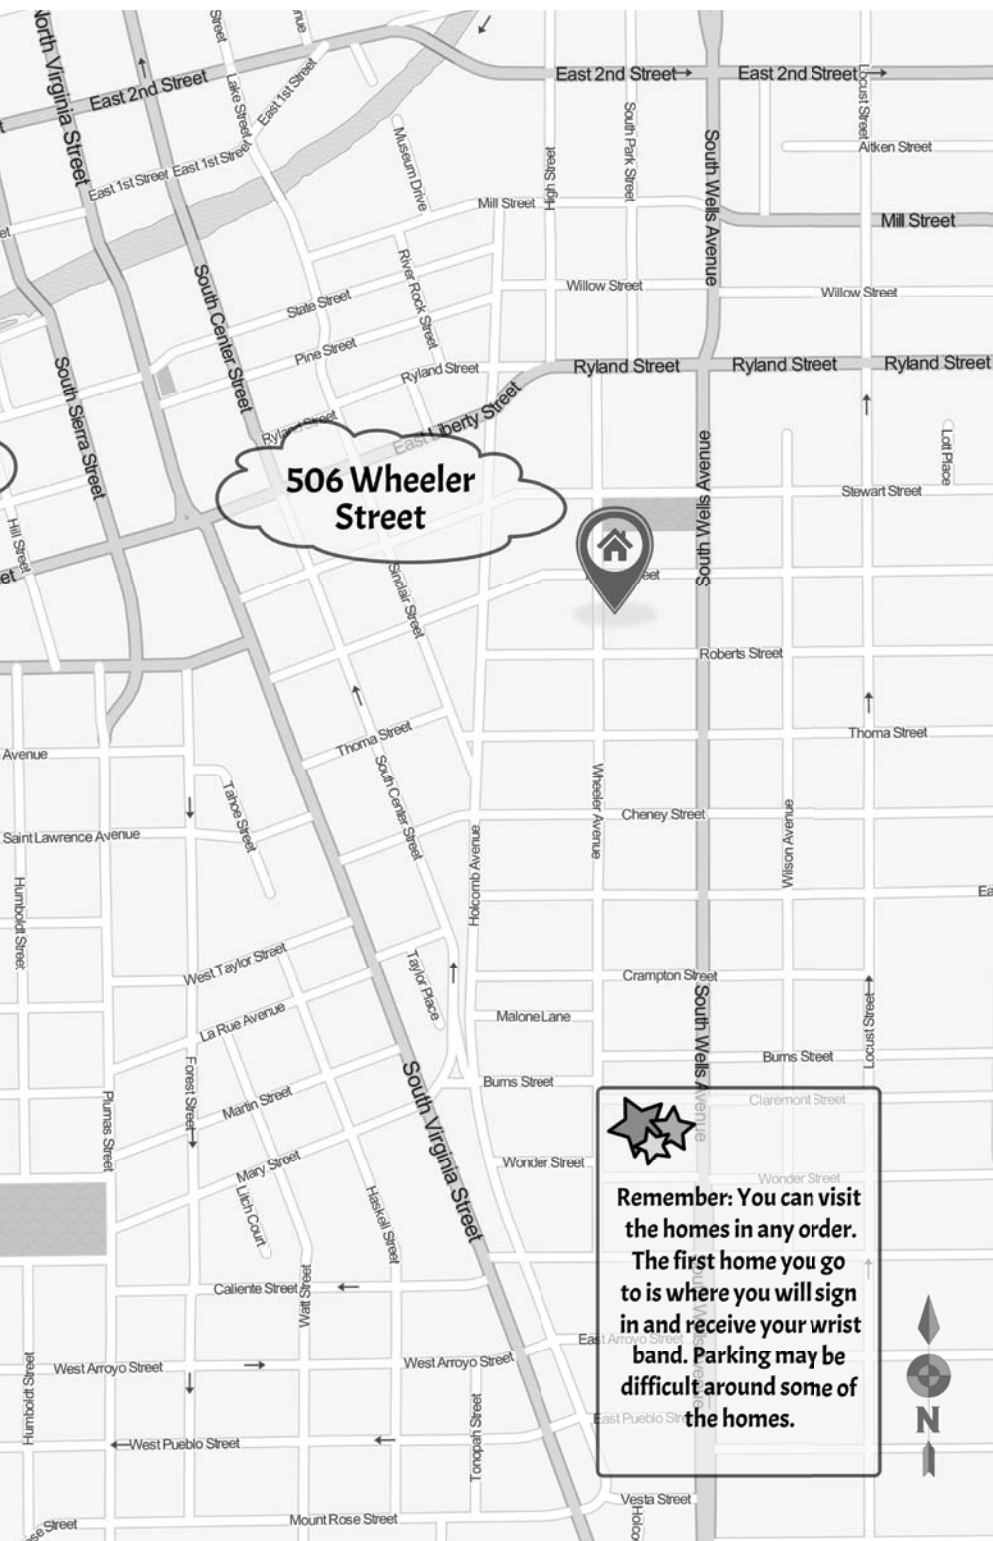 North Virginia Street
East 2nd Street
Lake Street
East 1st Street
East 2nd Street
East 2nd Street
Locust Street
South Park Street
Museum Drive
High Street
South Wells Avenue
Aitken Street
East 1st Street
East 1st Street
Mill Street
Mill Street
River Rock Street
South Center Street
State Street
Willow Street
Willow Street
Pine Street
Ryland Street
Ryland Street
Ryland Street
Ryland Street
South Sierra Street
Ryland Street
East Liberty Street
South Wells Avenue
Lott Place
506 Wheeler
Street
Stewart Street
Hill Street
Sinclair Street
Roberts Street
Thoma Street
Thoma Street
Avenue
South Center Street
Wheeler Avenue
Tahoe Street
Cheney Street
Wilson Avenue
Saint Lawrence Avenue
Holcomb Avenue
Humboldt Street
West Taylor Street
Taylor Place
Crampton Street
South Wells Avenue
Locust Street
La Rue Avenue
Malone Lane
Burns Street
Forest Street
South Virginia Street
Burns Street
Plumas Street
Martin Street
Claremont Street
Mary Street
Wonder Street
Wonder Street
Litch Court
Haskell Street
Remember: You can visit
the homes in any order.
The first home you go
to is where you will sign
in and receive your wrist
band. Parking may be
difficult around some of
the homes.
South Wells Avenue
Caliente Street
Watt Street
East Arroyo Street
West Arroyo Street
West Arroyo Street
Humboldt Street
Tonopah Street
East Pueblo
N
West Pueblo Street
Vesta Street
Mount Rose Street